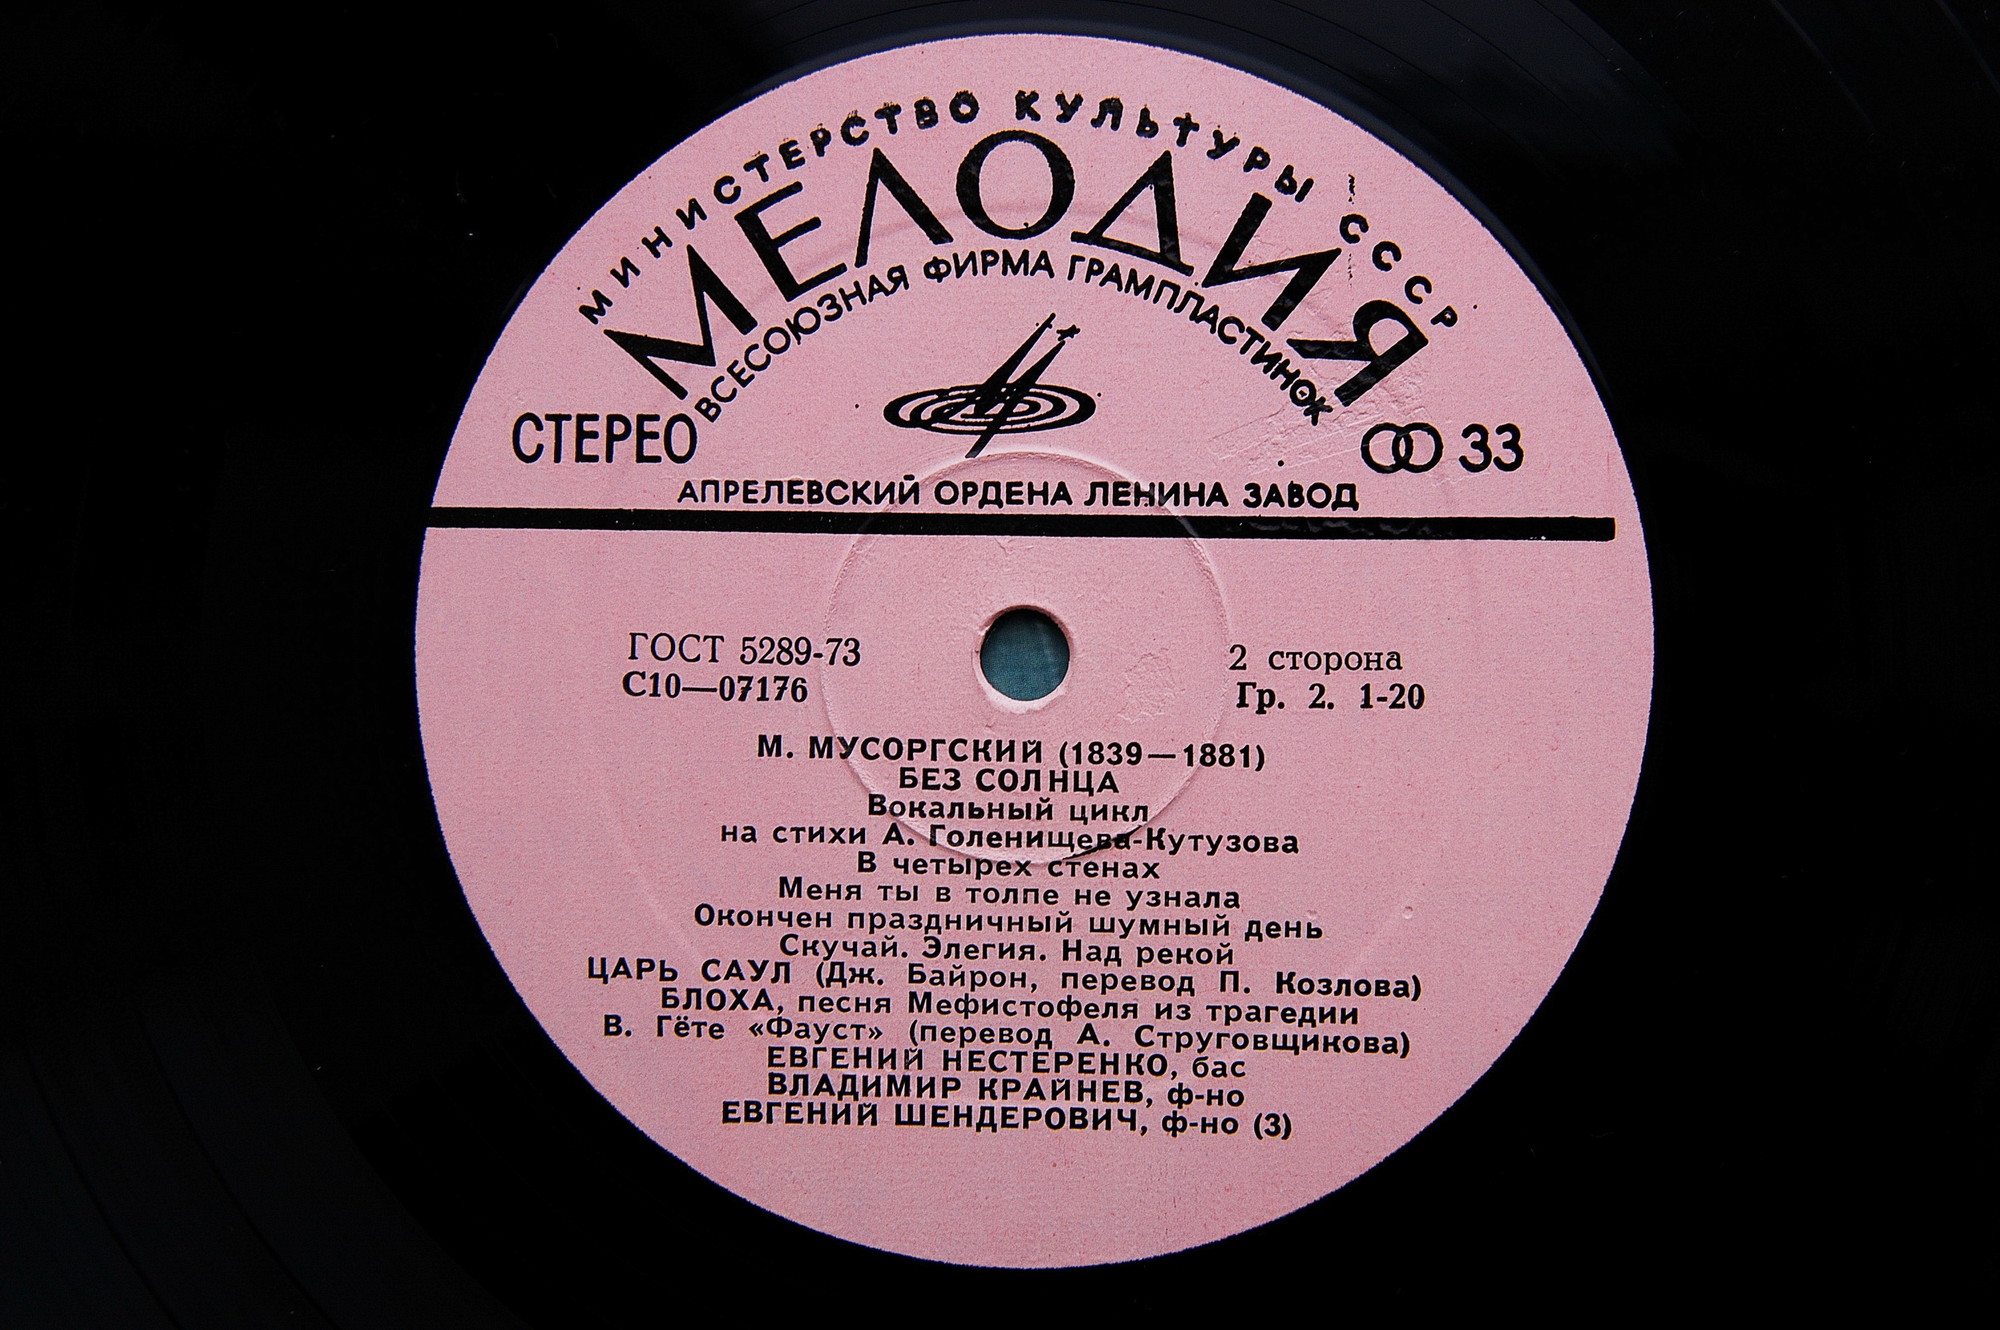 МИНИСТЕРСТВО КУЛЬТУРЫ СССР
МЕЛОДИЯ
ВСЕСОЮЗНАЯ ФИРМА ГРАМПЛАСТИНОК
СТЕРЕО
33
АПРЕЛЕВСКИЙ ОРДЕНА ЛЕНИНА ЗАВОД
ГОСТ 5289-73
2 сторона
С10—07176
Гр. 2. 1-20
М. МУСОРГСКИЙ (1839—1881)
БЕЗ СОЛНЦА
Вокальный цикл
на стихи А. Голенищева-Кутузова
В четырех стенах
Меня ты в толпе не узнала
Окончен праздничный шумный день
Скучай. Элегия. Над рекой
ЦАРЬ САУЛ (Дж. Байрон, перевод П. Козлова)
БЛОХА, песня Мефистофеля из трагедии
В. Гёте «Фауст» (перевод А. Струговщикова)
ЕВГЕНИЙ НЕСТЕРЕНКО, бас
ВЛАДИМИР КРАЙНЕВ, ф-но
ЕВГЕНИЙ ШЕНДЕРОВИЧ, ф-но (3)